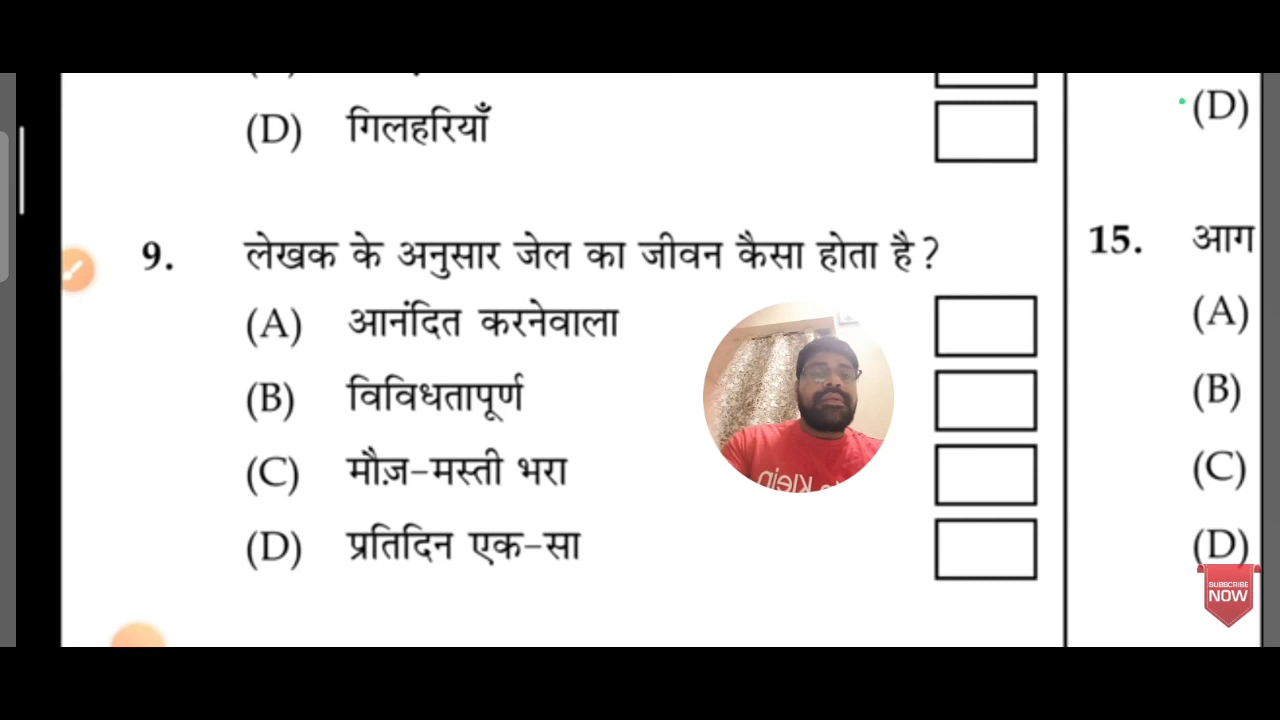 (D) गिलहरियाँ
9. लेखक के अनुसार जेल का जीवन कैसा होता है ?
(A) आनंदित करनेवाला
(B) विविधतापूर्ण
(C) मौज़-मस्ती भरा
(D) प्रतिदिन एक-सा
(D)
15. आग
(A)
(B)
(C)
(D)
SUBSCRIBE
NOW